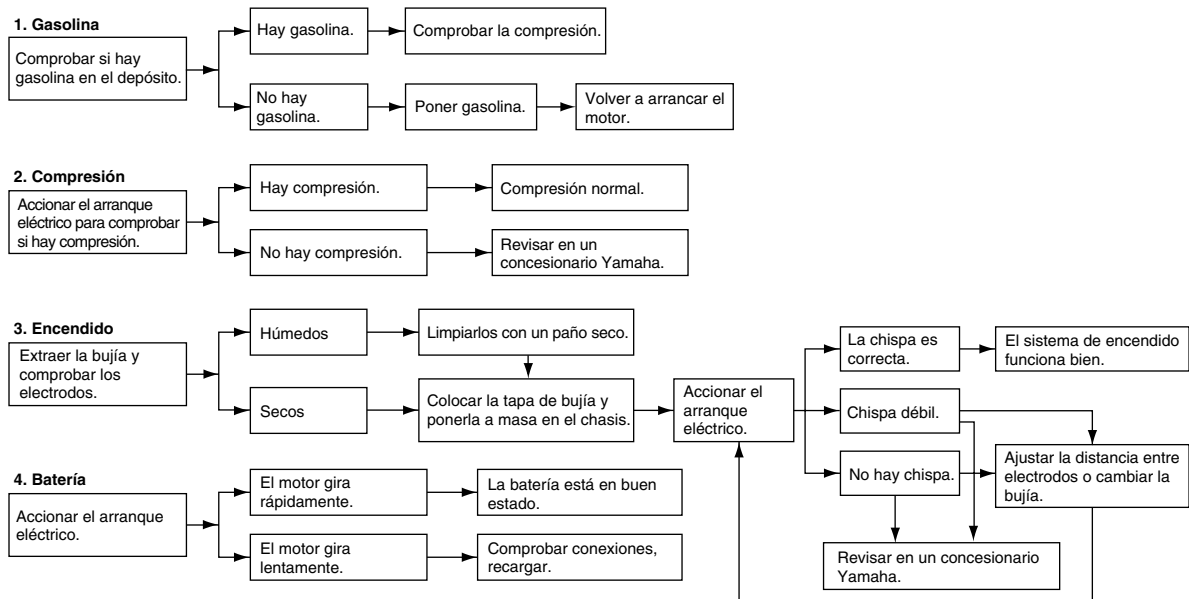 1. Gasolina
Comprobar si hay
gasolina en el depósito.
Hay gasolina.
Comprobar la compresión.
No hay
gasolina.
Poner gasolina.
Volver a arrancar el
motor.
2. Compresión
Accionar el arranque
eléctrico para comprobar
si hay compresión.
Hay compresión.
Compresión normal.
No hay compresión.
Revisar en un
concesionario Yamaha.
3. Encendido
Extraer la bujía y
comprobar los
electrodos.
Húmedos
Limpiarlos con un paño seco.
Secos
Colocar la tapa de bujía y
ponerla a masa en el chasis.
Accionar el
arranque
eléctrico.
La chispa es
correcta.
El sistema de encendido
funciona bien.
Chispa débil.
No hay chispa.
Ajustar la distancia entre
electrodos o cambiar la
bujía.
Revisar en un concesionario
Yamaha.
4. Batería
Accionar el arranque
eléctrico.
El motor gira
rápidamente.
La batería está en buen
estado.
El motor gira
lentamente.
Comprobar conexiones,
recargar.